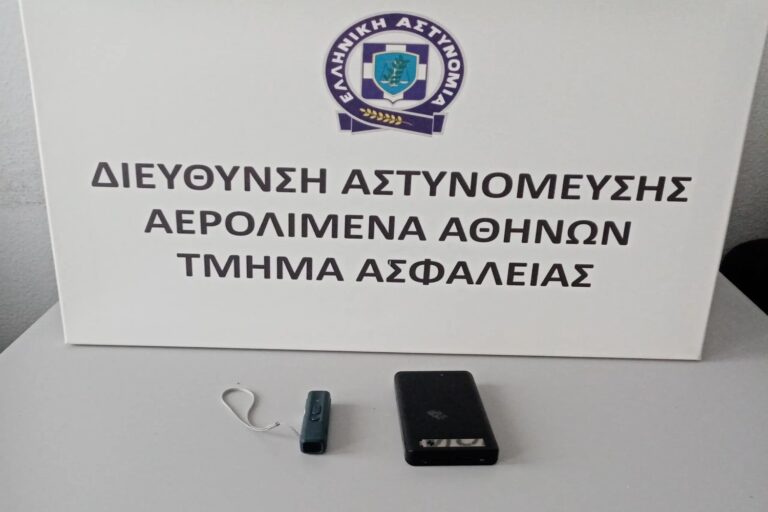 ΕΛΛΗΝΙΚΗ ΑΣΤΥΝΟΜΙΑ
ΔΙΕΥΘΥΝΣΗ ΑΣΤΥΝΟΜΕΥΣΗΣ
ΑΕΡΟΛΙΜΕΝΑ ΑΘΗΝΩΝ
ΤΜΗΜΑ ΑΣΦΑΛΕΙΑΣ